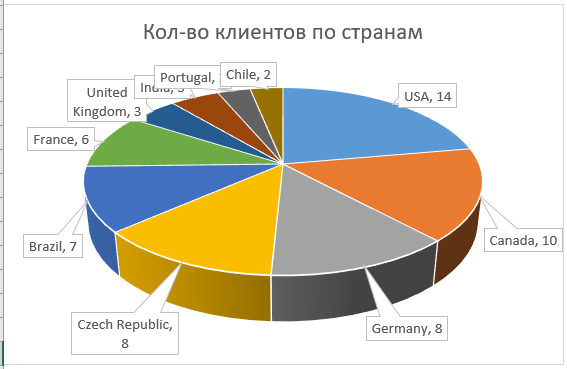 Кол-во клиентов по странам
Portugal,
Chile, 2
India, 3
United
Kingdom, 3
USA, 14
France, 6
Brazil, 7
Canada, 10
Czech Republic,
8
Germany, 8